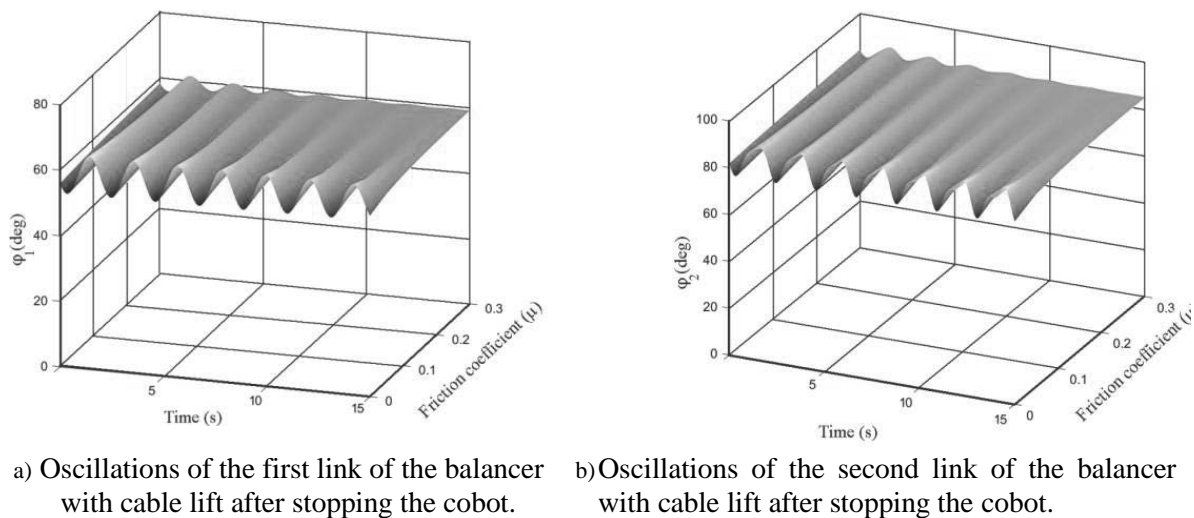 80
60
40
20
0
φ1(deg)
5
10
15
Time (s)
0
0.1
0.2
0.3
Friction coefficient (μ)
100
80
60
40
20
0
φ2(deg)
5
10
15
Time (s)
0
0.1
0.2
0.3
Friction coefficient (μ)
a) Oscillations of the first link of the balancer
with cable lift after stopping the cobot.
b) Oscillations of the second link of the balancer
with cable lift after stopping the cobot.